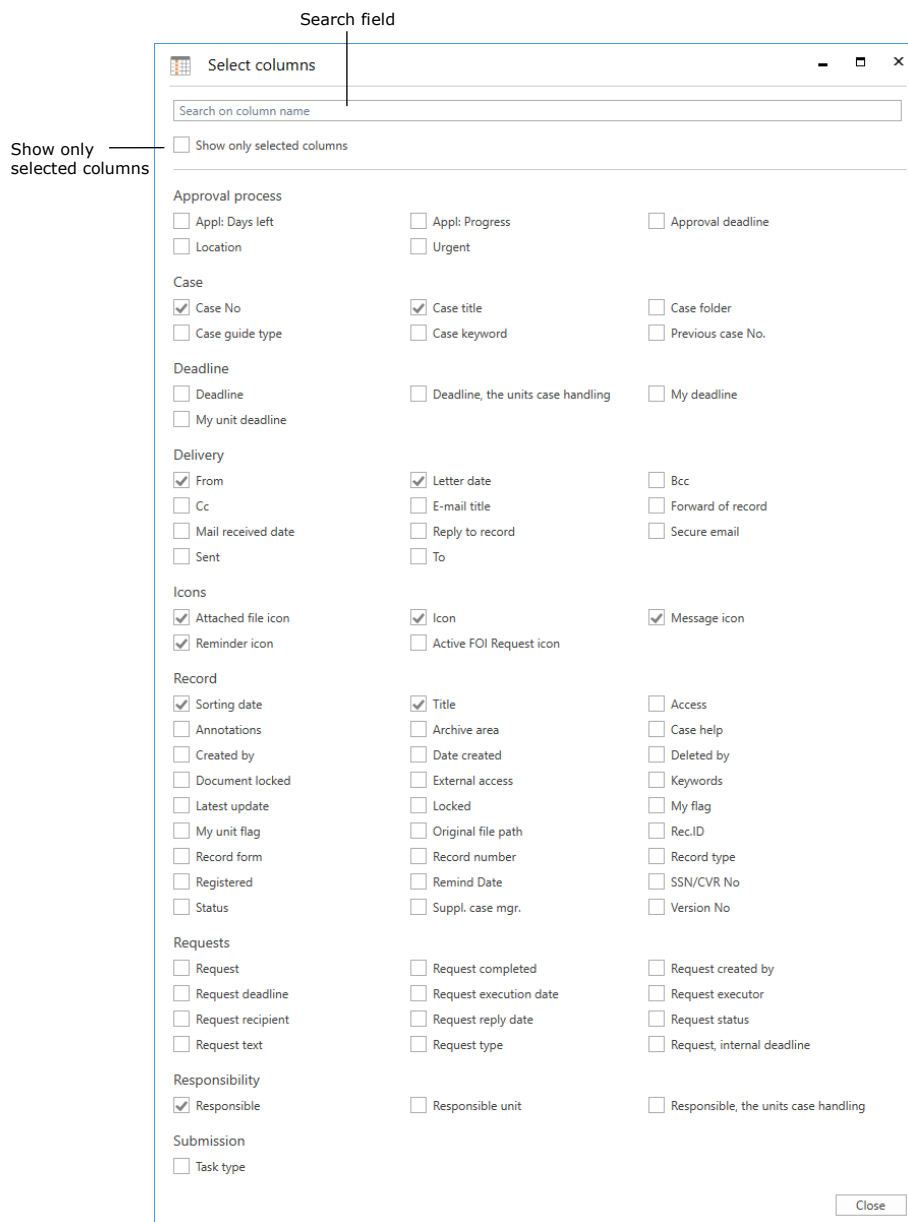 Search field
Select columns
Search on column name
Show only
selected columns
Show only selected columns
Approval process
Appl: Days left Appl: Progress Approval deadline
Location Urgent
Case
Case No Case title Case folder
Case guide type Case keyword Previous case No.
Deadline
Deadline Deadline, the units case handling My deadline
My unit deadline
Delivery
From Letter date Bcc
Cc E-mail title Forward of record
Mail received date Reply to record Secure email
Sent To
Icons
Attached file icon Icon Message icon
Reminder icon Active FOI Request icon
Record
Sorting date Title Access
Annotations Archive area Case help
Created by Date created Deleted by
Document locked External access Keywords
Latest update Locked My flag
My unit flag Original file path Rec.ID
Record form Record number Record type
Registered Remind Date SSN/CVR No
Status Suppl. case mgr. Version No
Requests
Request Request completed Request created by
Request deadline Request execution date Request executor
Request recipient Request reply date Request status
Request text Request type Request, internal deadline
Responsibility
Responsible Responsible unit Responsible, the units case handling
Submission
Task type
Close